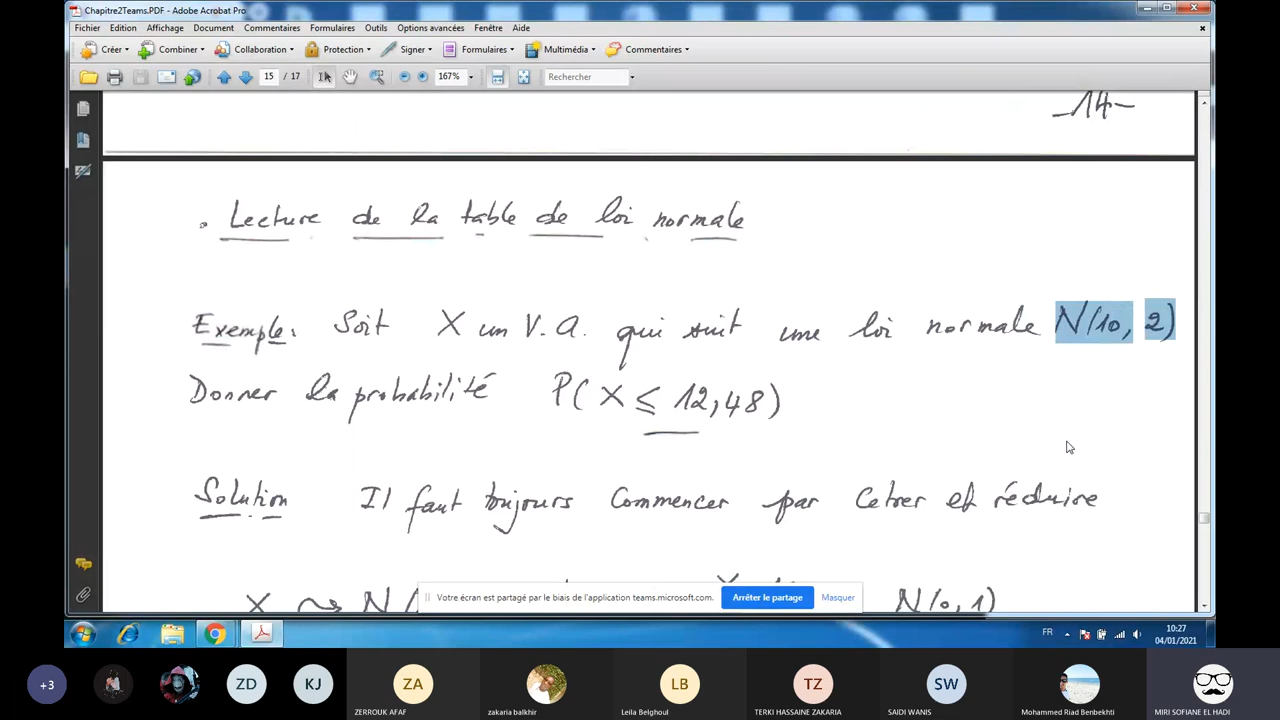 Chapitre2Teams.PDF - Adobe Acrobat Pro
Fichier Edition Affichage Document Commentaires Formulaires Outils Options avancées Fenêtre Aide
Créer Combiner Collaboration Protection Signer Formulaires Multimédia Commentaires
15 / 17 167% Rechercher
-14-
. Lecture de la table de loi normale
Exemple: Soit X un V.A. qui suit une loi normale N(10, 2)
Donner la probabilité P( X ≤ 12,48)
Solution Il faut toujours Commencer par Cetrer et réduire
X ⤳ N( N(0,1)
Votre écran est partagé par le biais de l'application teams.microsoft.com. Arrêter le partage Masquer
FR 10:27
04/01/2021
+3 ZD KJ ZA LB TZ SW
ZERROUK AFAF zakaria balkhir Leila Belghoul TERKI HASSAINE ZAKARIA SAIDI WANIS Mohammed Riad Benbekhti MIRI SOFIANE EL HADI